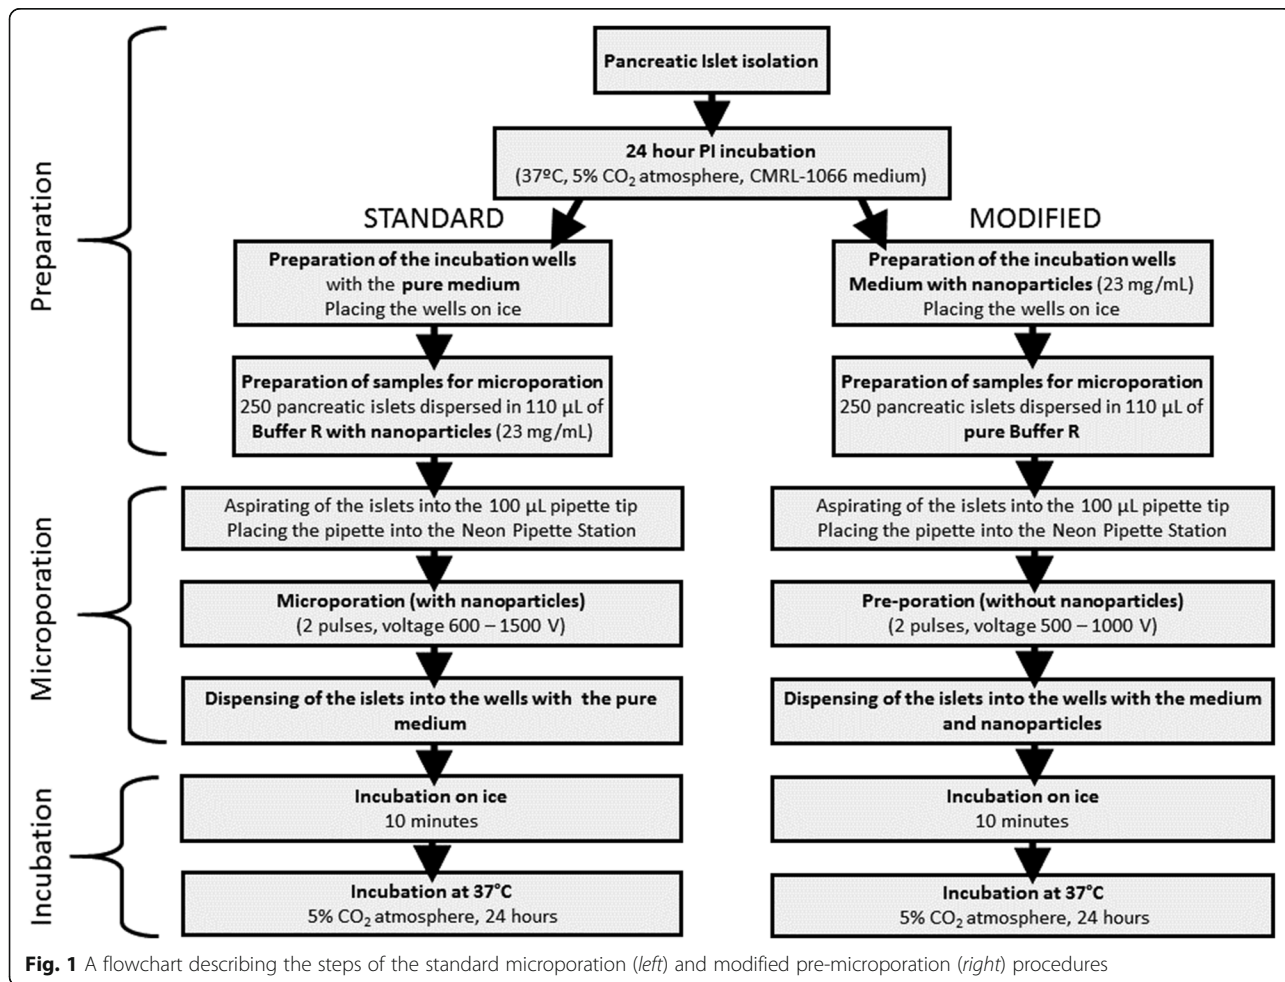 Pancreatic Islet isolation
24 hour PI incubation
(37ºC, 5% CO₂ atmosphere, CMRL-1066 medium)
STANDARD
MODIFIED
Preparation
Preparation of the incubation wells
with the pure medium
Placing the wells on ice
Preparation of the incubation wells
Medium with nanoparticles (23 mg/mL)
Placing the wells on ice
Preparation of samples for microporation
250 pancreatic islets dispersed in 110 µL of
Buffer R with nanoparticles (23 mg/mL)
Preparation of samples for microporation
250 pancreatic islets dispersed in 110 µL of
pure Buffer R
Microporation
Aspirating of the islets into the 100 µL pipette tip
Placing the pipette into the Neon Pipette Station
Aspirating of the islets into the 100 µL pipette tip
Placing the pipette into the Neon Pipette Station
Microporation (with nanoparticles)
(2 pulses, voltage 600 – 1500 V)
Pre-poration (without nanoparticles)
(2 pulses, voltage 500 – 1000 V)
Dispensing of the islets into the wells with the pure
medium
Dispensing of the islets into the wells with the medium
and nanoparticles
Incubation
Incubation on ice
10 minutes
Incubation on ice
10 minutes
Incubation at 37°C
5% CO₂ atmosphere, 24 hours
Incubation at 37°C
5% CO₂ atmosphere, 24 hours
Fig. 1 A flowchart describing the steps of the standard microporation (left) and modified pre-microporation (right) procedures